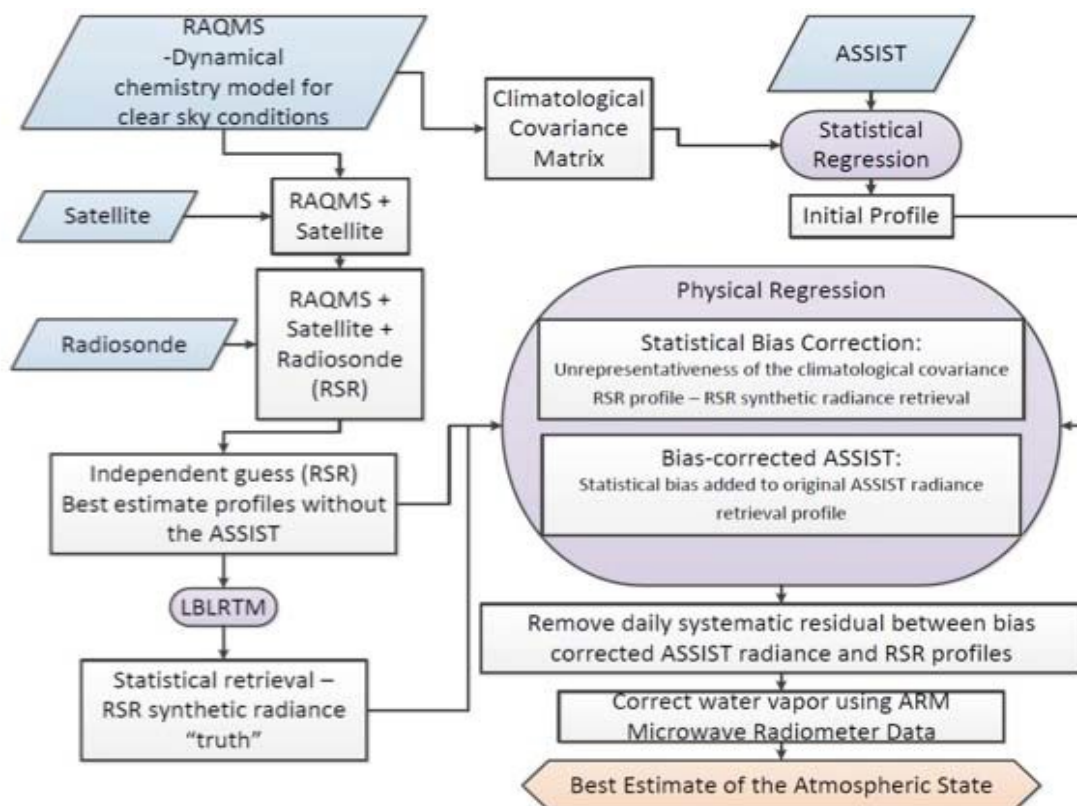 RAQMS
-Dynamical
chemistry model for
clear sky conditions
Climatological
Covariance
Matrix
ASSIST
Statistical
Regression
Initial Profile
Satellite
RAQMS +
Satellite
Radiosonde
RAQMS +
Satellite +
Radiosonde
(RSR)
Independent guess (RSR)
Best estimate profiles without
the ASSIST
LBLRTM
Statistical retrieval –
RSR synthetic radiance
“truth”
Physical Regression
Statistical Bias Correction:
Unrepresentativeness of the climatological covariance
RSR profile – RSR synthetic radiance retrieval
Bias-corrected ASSIST:
Statistical bias added to original ASSIST radiance
retrieval profile
Remove daily systematic residual between bias
corrected ASSIST radiance and RSR profiles
Correct water vapor using ARM
Microwave Radiometer Data
Best Estimate of the Atmospheric State